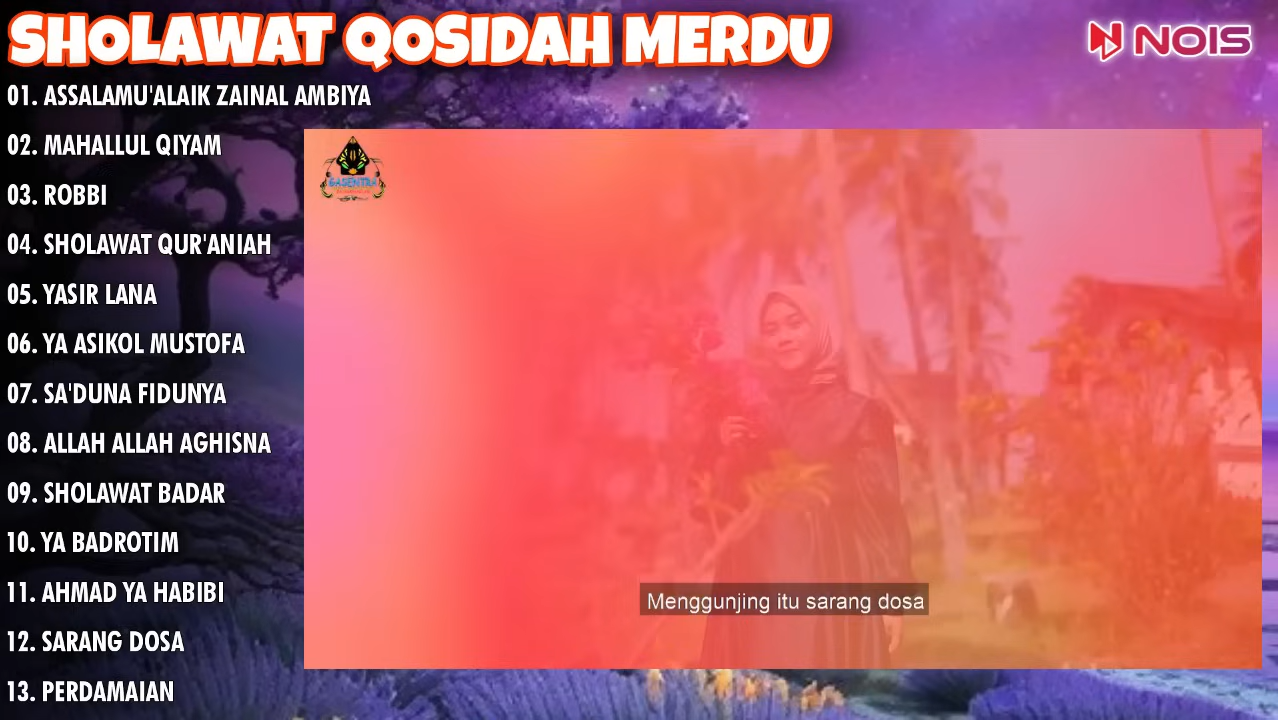 SHOLAWAT QOSIDAH MERDU
NOIS
01. ASSALAMU'ALAIK ZAINAL AMBIYA
02. MAHALLUL QIYAM
03. ROBBI
04. SHOLAWAT QUR'ANIAH
05. YASIR LANA
06. YA ASIKOL MUSTOFA
07. SA'DUNA FIDUNYA
08. ALLAH ALLAH AGHISNA
09. SHOLAWAT BADAR
10. YA BADROTIM
11. AHMAD YA HABIBI
12. SARANG DOSA
13. PERDAMAIAN
GASENTRA
Menggunjing itu sarang dosa